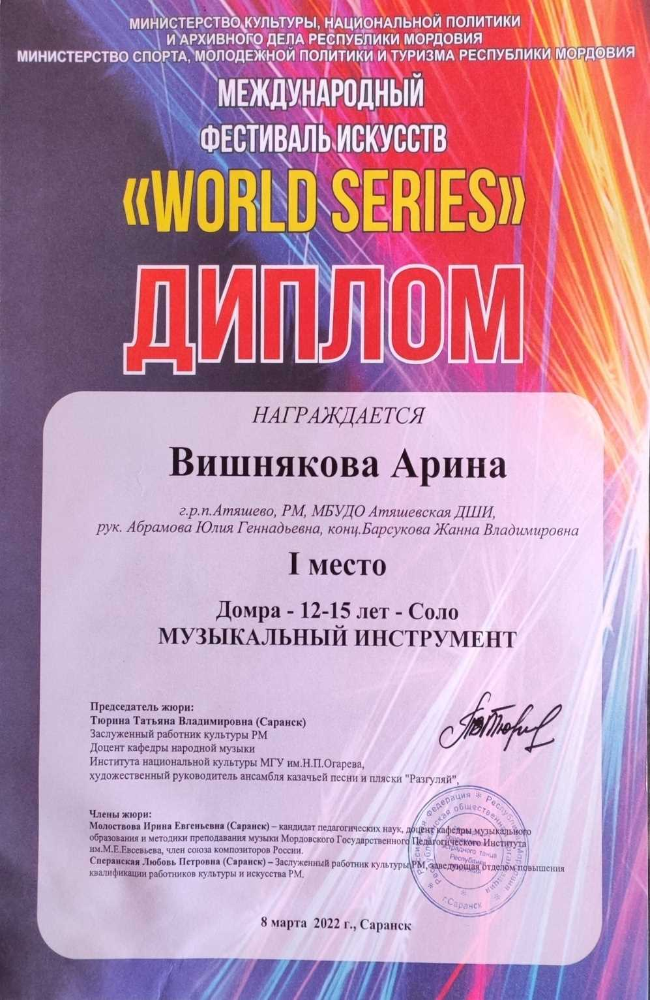 МИНИСТЕРСТВО КУЛЬТУРЫ, НАЦИОНАЛЬНОЙ ПОЛИТИКИ
И АРХИВНОГО ДЕЛА РЕСПУБЛИКИ МОРДОВИЯ
МИНИСТЕРСТВО СПОРТА, МОЛОДЕЖНОЙ ПОЛИТИКИ И ТУРИЗМА РЕСПУБЛИКИ МОРДОВИЯ
МЕЖДУНАРОДНЫЙ
ФЕСТИВАЛЬ ИСКУССТВ
«WORLD SERIES»
ДИПЛОМ
НАГРАЖДАЕТСЯ
Вишнякова Арина
г.р.п.Атяшево, РМ, МБУДО Атяшевская ДШИ,
рук. Абрамова Юлия Геннадьевна, конц.Барсукова Жанна Владимировна
I место
Домра - 12-15 лет - Соло
МУЗЫКАЛЬНЫЙ ИНСТРУМЕНТ
Председатель жюри:
Тюрина Татьяна Владимировна (Саранск)
Заслуженный работник культуры РМ
Доцент кафедры народной музыки
Института национальной культуры МГУ им.Н.П.Огарева,
художественный руководитель ансамбля казачьей песни и пляски "Разгуляй",
Члены жюри:
Молоствова Ирина Евгеньевна (Саранск) – кандидат педагогических наук, доцент кафедры музыкального
образования и методики преподавания музыки Мордовского Государственного Педагогического Института
им.М.Е.Евсевьева, член союза композиторов России.
Сперанская Любовь Петровна (Саранск) – Заслуженный работник культуры РМ, заведующая отделом повышения
квалификации работников культуры и искусства РМ.
Российская Федерация * Республика
общественная организация
эстрадного танца
Республики
г.Саранск
8 марта 2022 г., Саранск